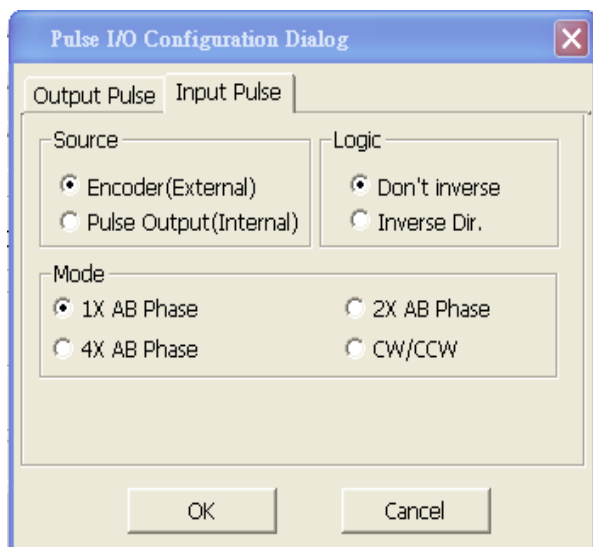 Pulse I/O Configuration Dialog
Output Pulse Input Pulse
Source
Encoder(External)
Pulse Output(Internal)
Logic
Don't inverse
Inverse Dir.
Mode
1X AB Phase 2X AB Phase
4X AB Phase CW/CCW
OK Cancel